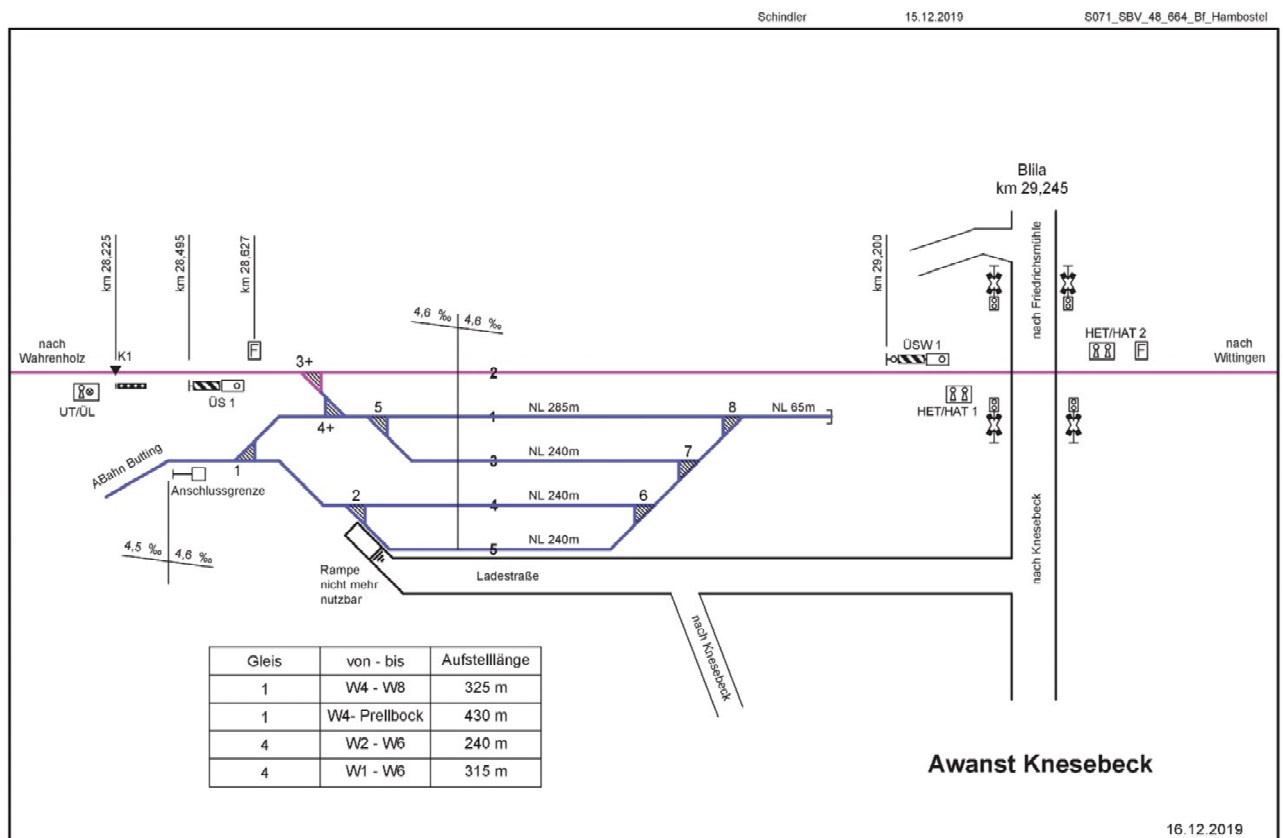 Schindler 15.12.2019 S071_SBV_48_664_Bf_Hambostel
Blila
km 29,245
km 28,225
km 28,495
km 28,627
km 29,200
nach Friedrichsmühle
4,6 ‰ 4,6 ‰
nach
Wahrenholz
K1
F
3+
2
ÜSW 1
HET/HAT 2
F
nach
Wittingen
UT/ÜL
ÜS 1
HET/HAT 1
4+
5
1
NL 285m
8
NL 65m
ABahn Butting
1
3
NL 240m
7
Anschlussgrenze
2
4
NL 240m
6
4,5 ‰ 4,6 ‰
5
NL 240m
nach Knesebeck
Rampe
nicht mehr
nutzbar
Ladestraße
nach Knesebeck
Gleis von - bis Aufstelllänge
1 W4 - W8 325 m
1 W4- Prellbock 430 m
4 W2 - W6 240 m
4 W1 - W6 315 m
Awanst Knesebeck
16.12.2019